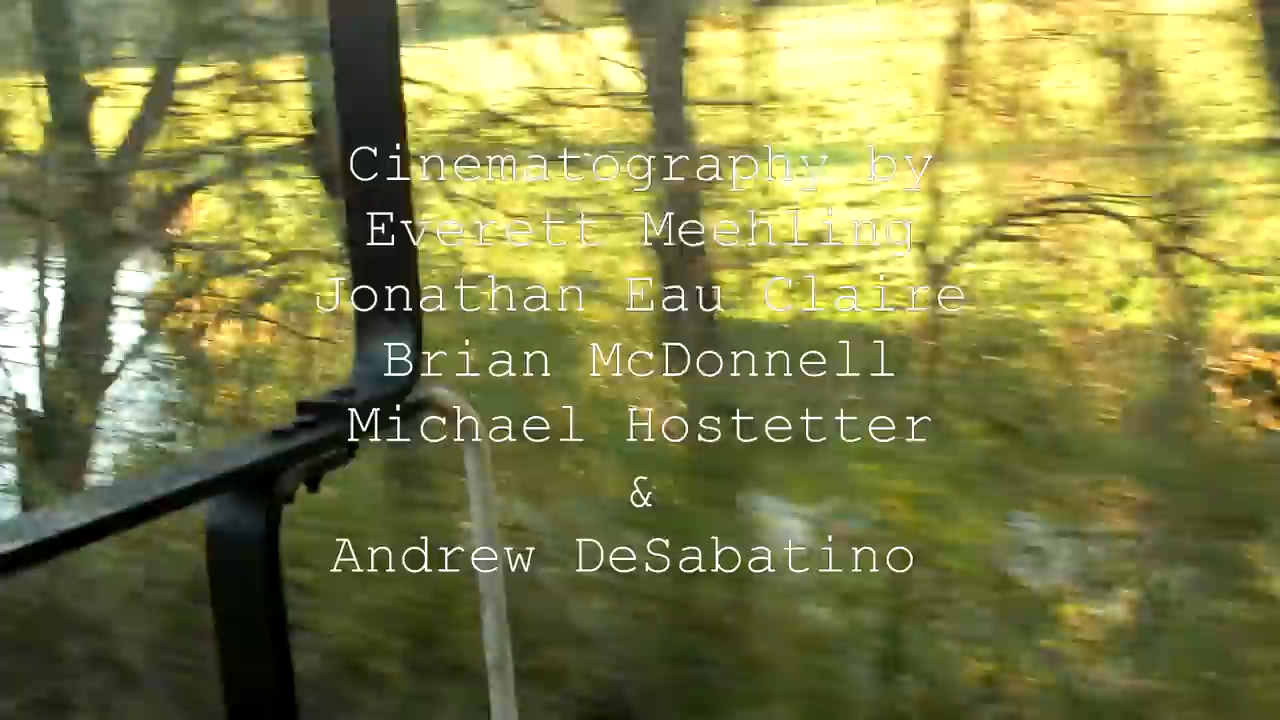 Cinematography by
Everett Meehling
Jonathan Eau Claire
Brian McDonnell
Michael Hostetter
&
Andrew DeSabatino